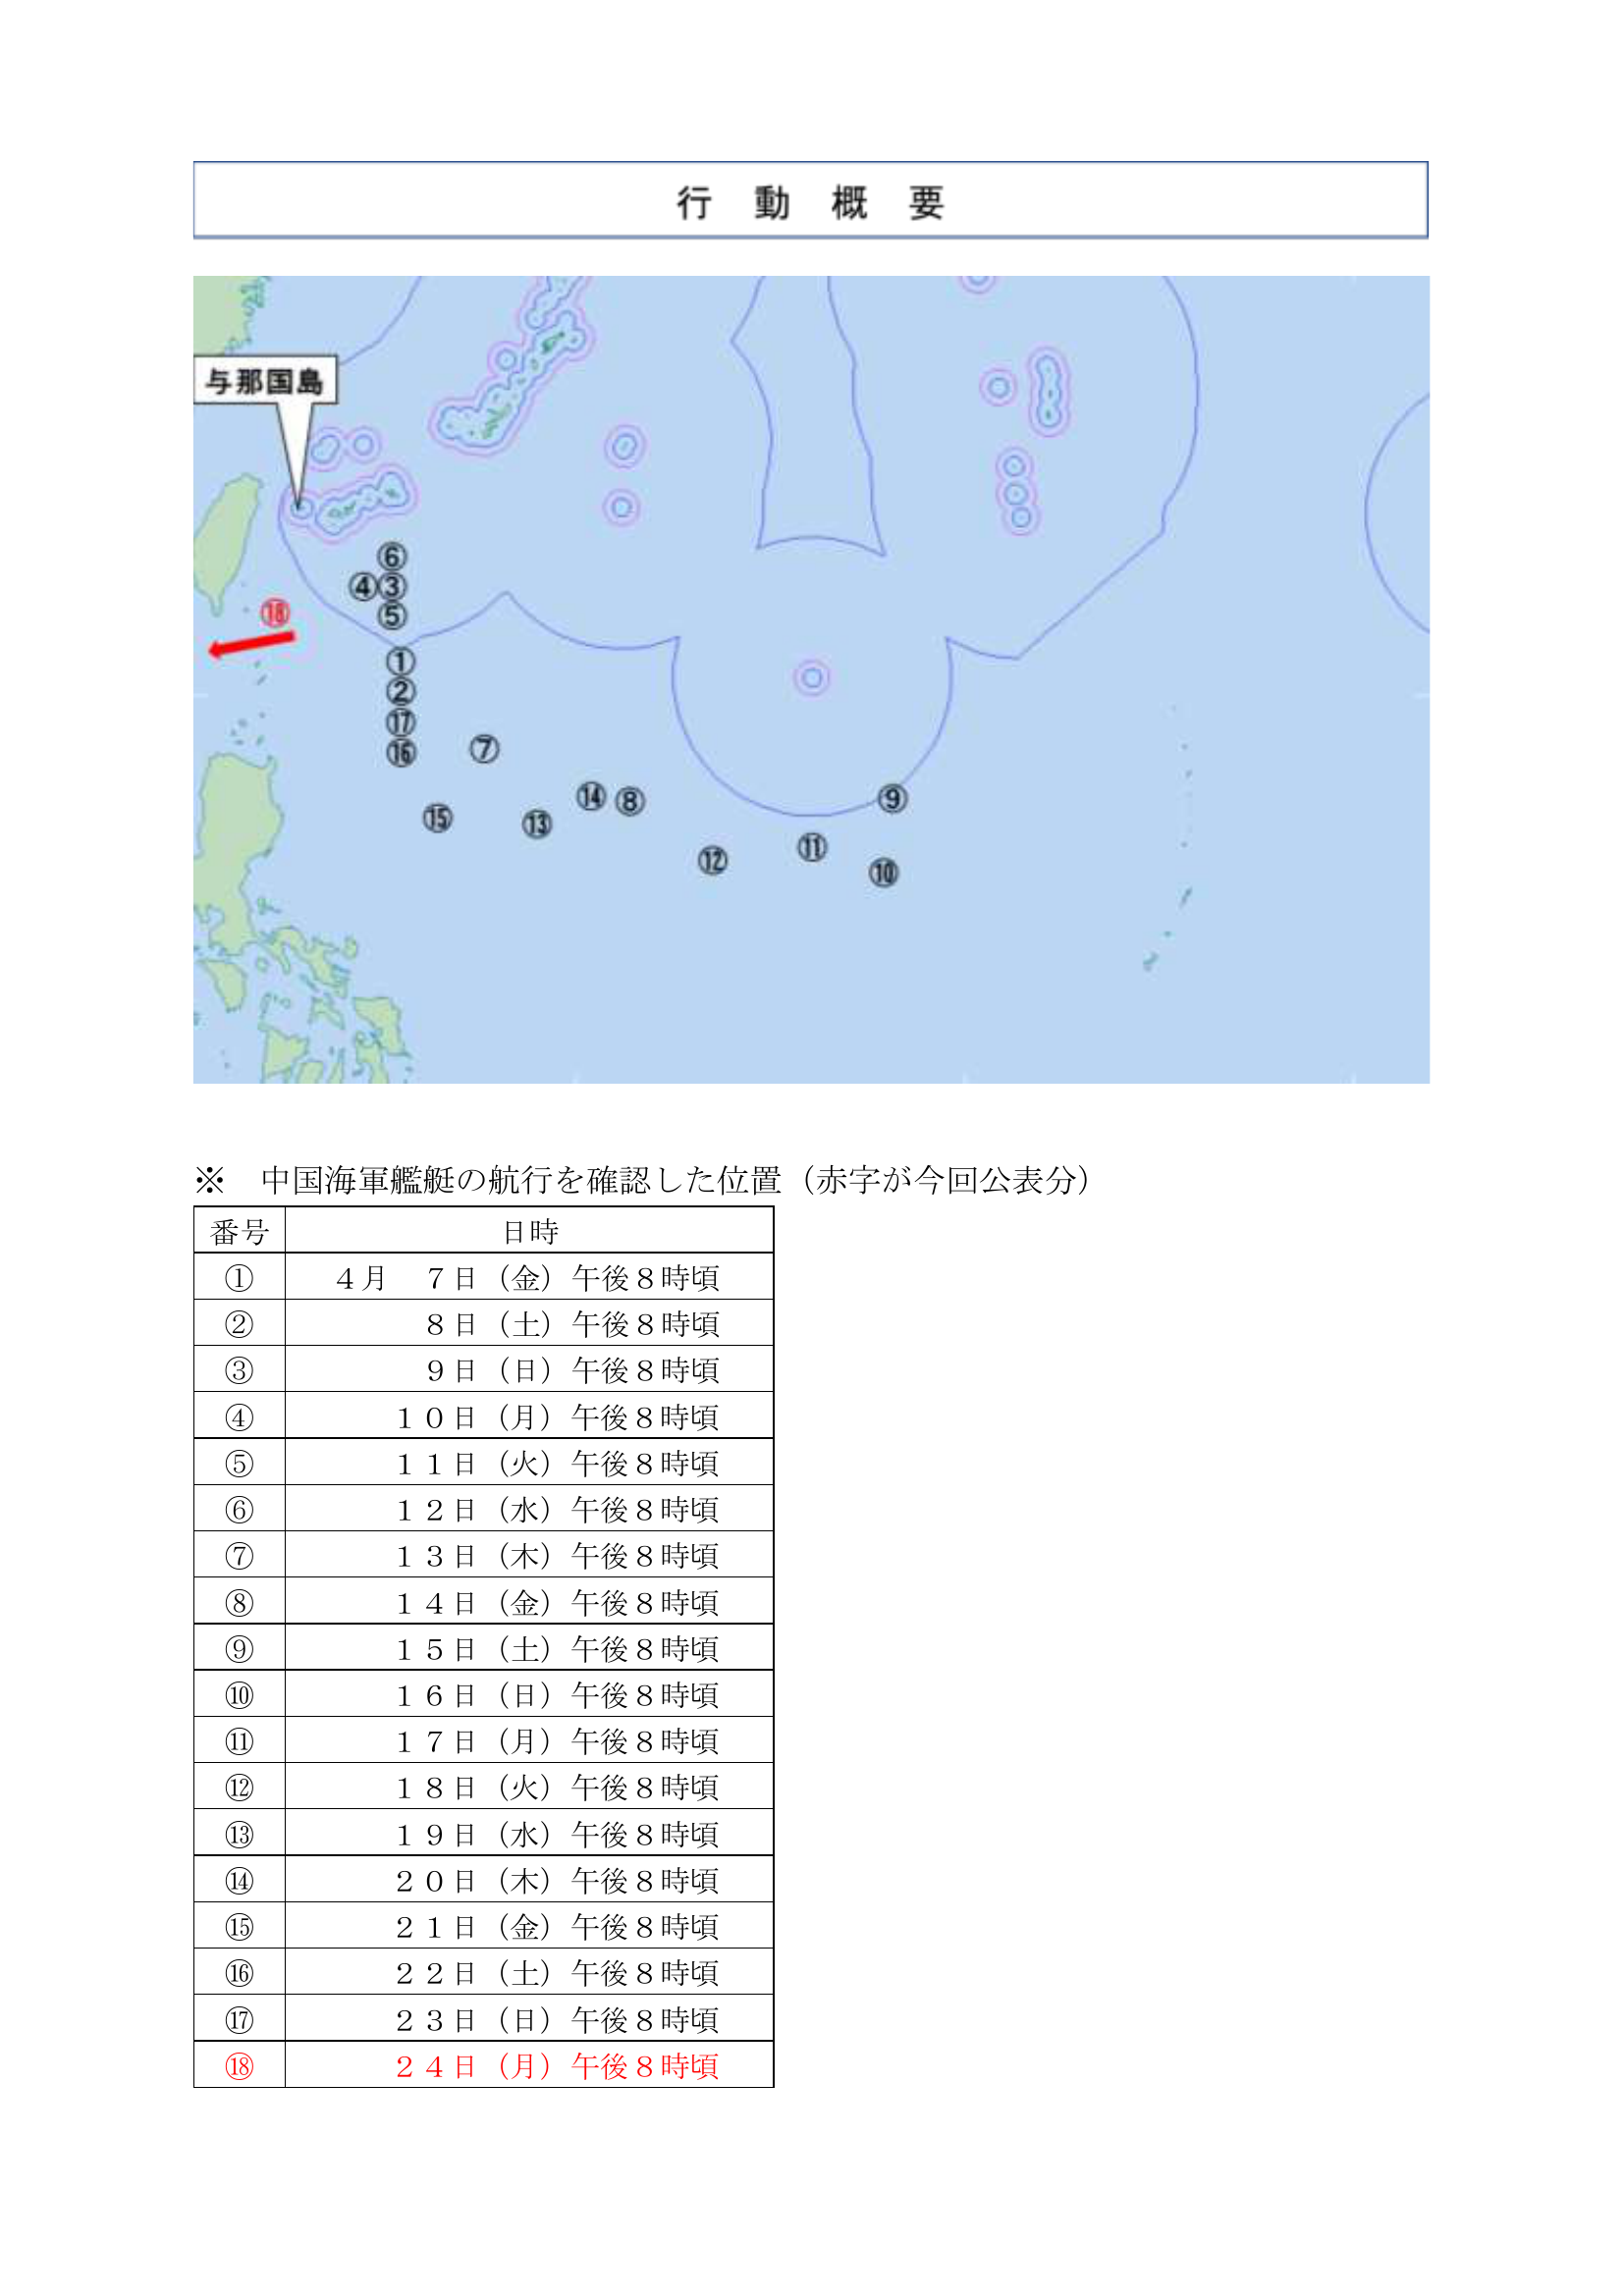 行　動　概　要
与那国島
⑥
④③
⑱
⑤
①
②
⑰
⑯
⑦
⑭
⑧
⑨
⑮
⑬
⑪
⑫
⑩
※　中国海軍艦艇の航行を確認した位置（赤字が今回公表分）
番号　日時
①　４月　７日（金）午後８時頃
②　８日（土）午後８時頃
③　９日（日）午後８時頃
④　１０日（月）午後８時頃
⑤　１１日（火）午後８時頃
⑥　１２日（水）午後８時頃
⑦　１３日（木）午後８時頃
⑧　１４日（金）午後８時頃
⑨　１５日（土）午後８時頃
⑩　１６日（日）午後８時頃
⑪　１７日（月）午後８時頃
⑫　１８日（火）午後８時頃
⑬　１９日（水）午後８時頃
⑭　２０日（木）午後８時頃
⑮　２１日（金）午後８時頃
⑯　２２日（土）午後８時頃
⑰　２３日（日）午後８時頃
⑱　２４日（月）午後８時頃